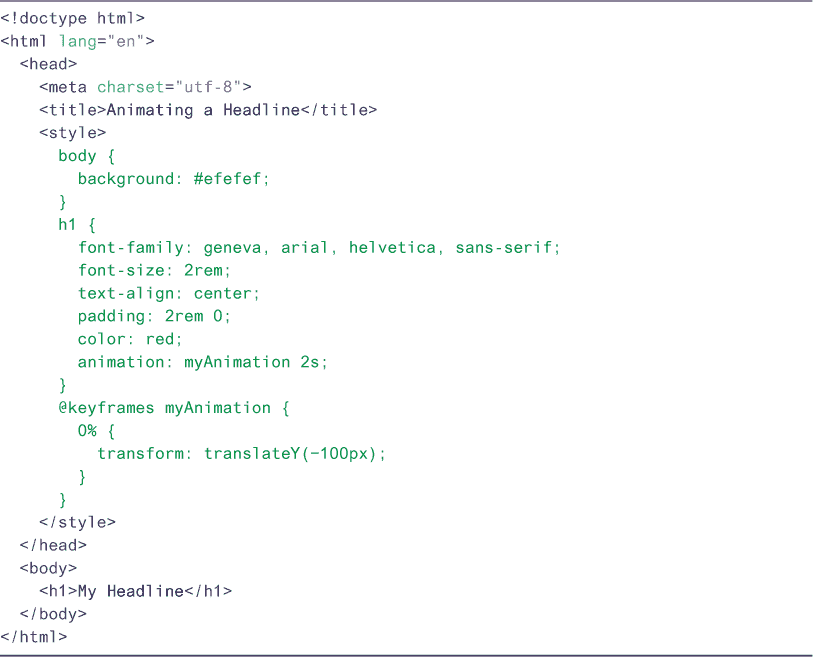 <!doctype html>
<html lang="en">
  <head>
    <meta charset="utf-8">
    <title>Animating a Headline</title>
    <style>
      body {
        background: #efefef;
      }
      h1 {
        font-family: geneva, arial, helvetica, sans-serif;
        font-size: 2rem;
        text-align: center;
        padding: 2rem 0;
        color: red;
        animation: myAnimation 2s;
      }
      @keyframes myAnimation {
        0% {
          transform: translateY(-100px);
        }
      }
    </style>
  </head>
  <body>
    <h1>My Headline</h1>
  </body>
</html>